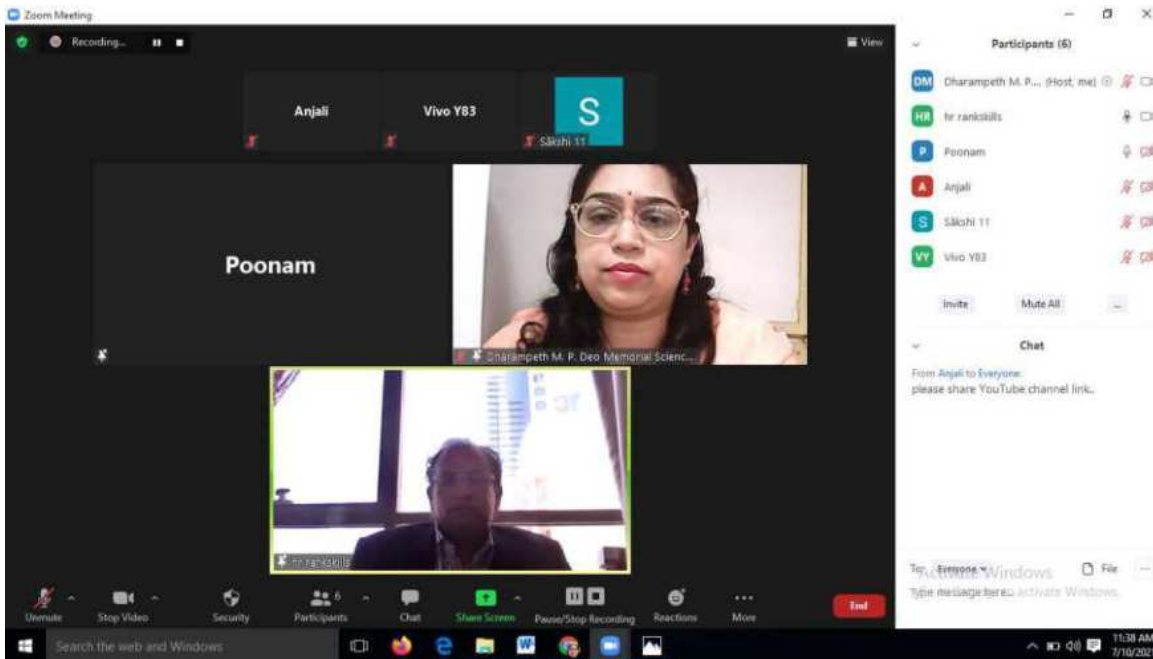 Zoom Meeting
Recording...
View
Anjali
Vivo Y83
S
Sakshi 11
Poonam
Dharampeth M. P. Deo Memorial Scienc...
hr rankskills
Unmute
Stop Video
Security
Participants
6
Chat
Share Screen
Pause/Stop Recording
Reactions
More
End
Participants (6)
DM Dharampeth M. P.... (Host, me)
HR hr rankskills
P Poonam
A Anjali
S Sakshi 11
VY Vivo Y83
Invite
Mute All
...
Chat
From Anjali to Everyone:
please share YouTube channel link..
To: Everyone
File
...
Activate Windows
Type message here...
activate Windows.
Search the web and Windows
11:38 AM